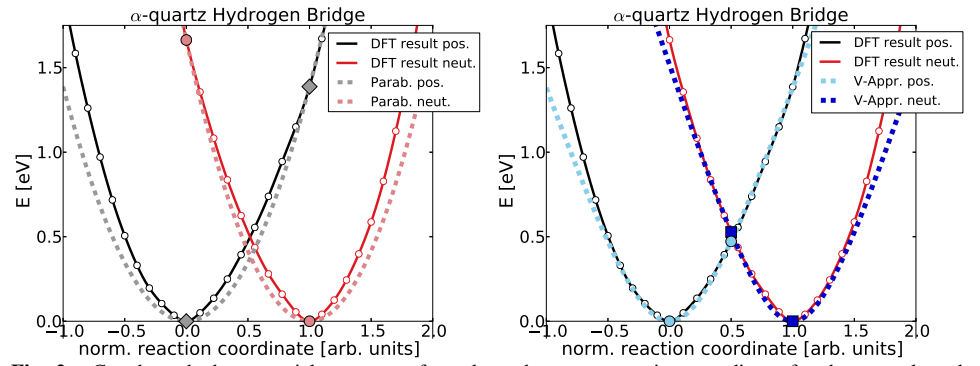 α-quartz Hydrogen Bridge
DFT result pos.
DFT result neut.
Parab. pos.
Parab. neut.
E [eV]
1.5
1.0
0.5
0.0
−1.0 −0.5 0.0 0.5 1.0 1.5 2.0
norm. reaction coordinate [arb. units]
α-quartz Hydrogen Bridge
DFT result pos.
DFT result neut.
V-Appr. pos.
V-Appr. neut.
E [eV]
1.5
1.0
0.5
0.0
−1.0 −0.5 0.0 0.5 1.0 1.5 2.0
norm. reaction coordinate [arb. units]